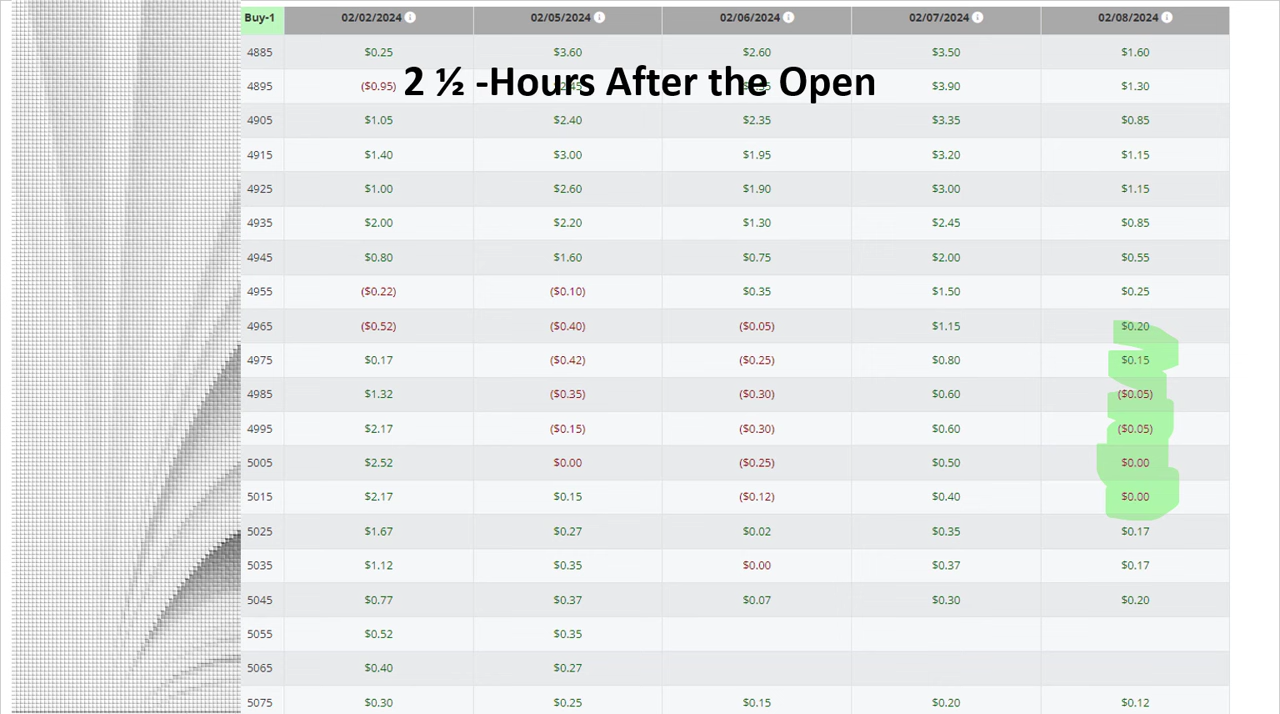 Buy-1 02/02/2024 02/05/2024 02/06/2024 02/07/2024 02/08/2024
4885 $0.25 $3.60 $2.60 $3.50 $1.60
2 ½ -Hours After the Open
4895 ($0.95) $3.90 $1.30
4905 $1.05 $2.40 $2.35 $3.35 $0.85
4915 $1.40 $3.00 $1.95 $3.20 $1.15
4925 $1.00 $2.60 $1.90 $3.00 $1.15
4935 $2.00 $2.20 $1.30 $2.45 $0.85
4945 $0.80 $1.60 $0.75 $2.00 $0.55
4955 ($0.22) ($0.10) $0.35 $1.50 $0.25
4965 ($0.52) ($0.40) ($0.05) $1.15 $0.20
4975 $0.17 ($0.42) ($0.25) $0.80 $0.15
4985 $1.32 ($0.35) ($0.30) $0.60 ($0.05)
4995 $2.17 ($0.15) ($0.30) $0.60 ($0.05)
5005 $2.52 $0.00 ($0.25) $0.50 $0.00
5015 $2.17 $0.15 ($0.12) $0.40 $0.00
5025 $1.67 $0.27 $0.02 $0.35 $0.17
5035 $1.12 $0.35 $0.00 $0.37 $0.17
5045 $0.77 $0.37 $0.07 $0.30 $0.20
5055 $0.52 $0.35
5065 $0.40 $0.27
5075 $0.30 $0.25 $0.15 $0.20 $0.12